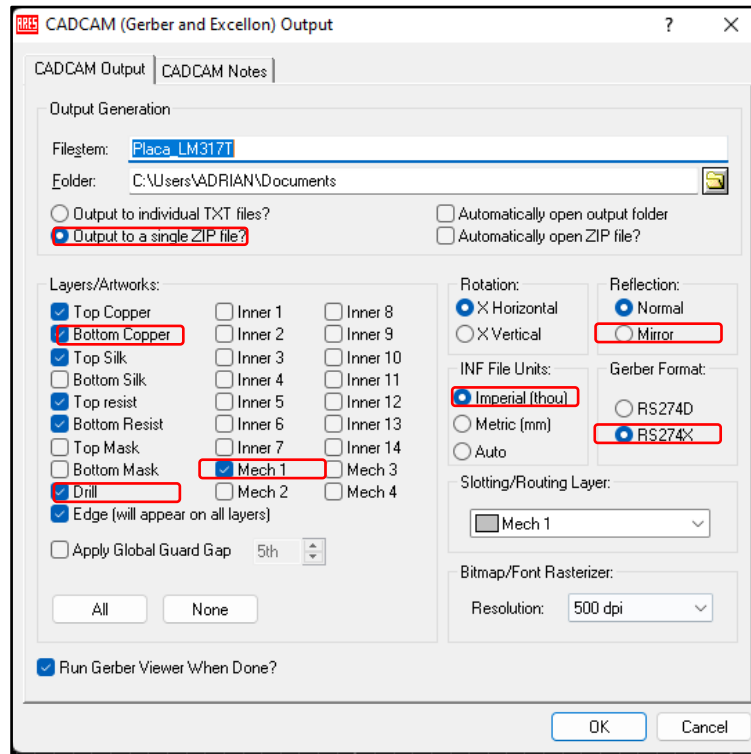 ARES CADCAM (Gerber and Excellon) Output ? X
CADCAM Output CADCAM Notes
Output Generation
Filestem: Placa_LM317T
Folder: C:\Users\ADRIAN\Documents
Output to individual TXT files? Automatically open output folder
Output to a single ZIP file? Automatically open ZIP file?
Layers/Artworks:
Top Copper Inner 1 Inner 8
Bottom Copper Inner 2 Inner 9
Top Silk Inner 3 Inner 10
Bottom Silk Inner 4 Inner 11
Top resist Inner 5 Inner 12
Bottom Resist Inner 6 Inner 13
Top Mask Inner 7 Inner 14
Bottom Mask Mech 1 Mech 3
Drill Mech 2 Mech 4
Edge (will appear on all layers)
Apply Global Guard Gap 5th
All None
Rotation:
X Horizontal
X Vertical
Reflection:
Normal
Mirror
INF File Units:
Imperial (thou)
Metric (mm)
Auto
Gerber Format:
RS274D
RS274X
Slotting/Routing Layer:
Mech 1
Bitmap/Font Rasterizer:
Resolution: 500 dpi
Run Gerber Viewer When Done?
OK Cancel